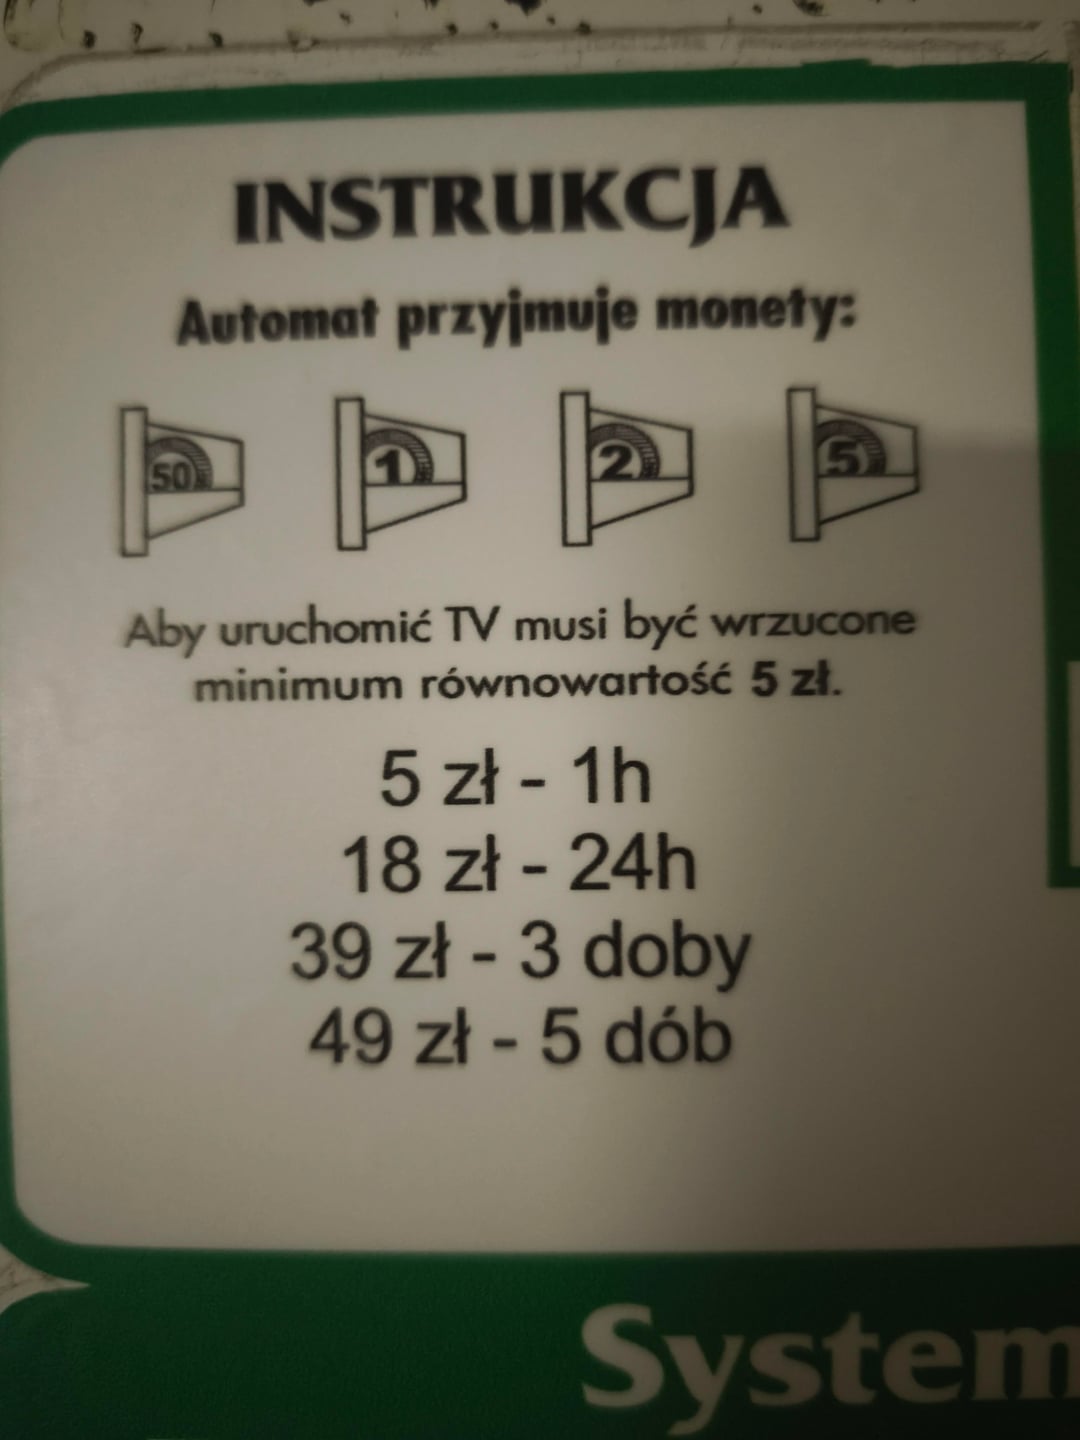 INSTRUKCJA
Automat przyjmuje monety:
50 1 2 5
Aby uruchomić TV musi być wrzucone
minimum równowartość 5 zł.
5 zł - 1h
18 zł - 24h
39 zł - 3 doby
49 zł - 5 dób
System